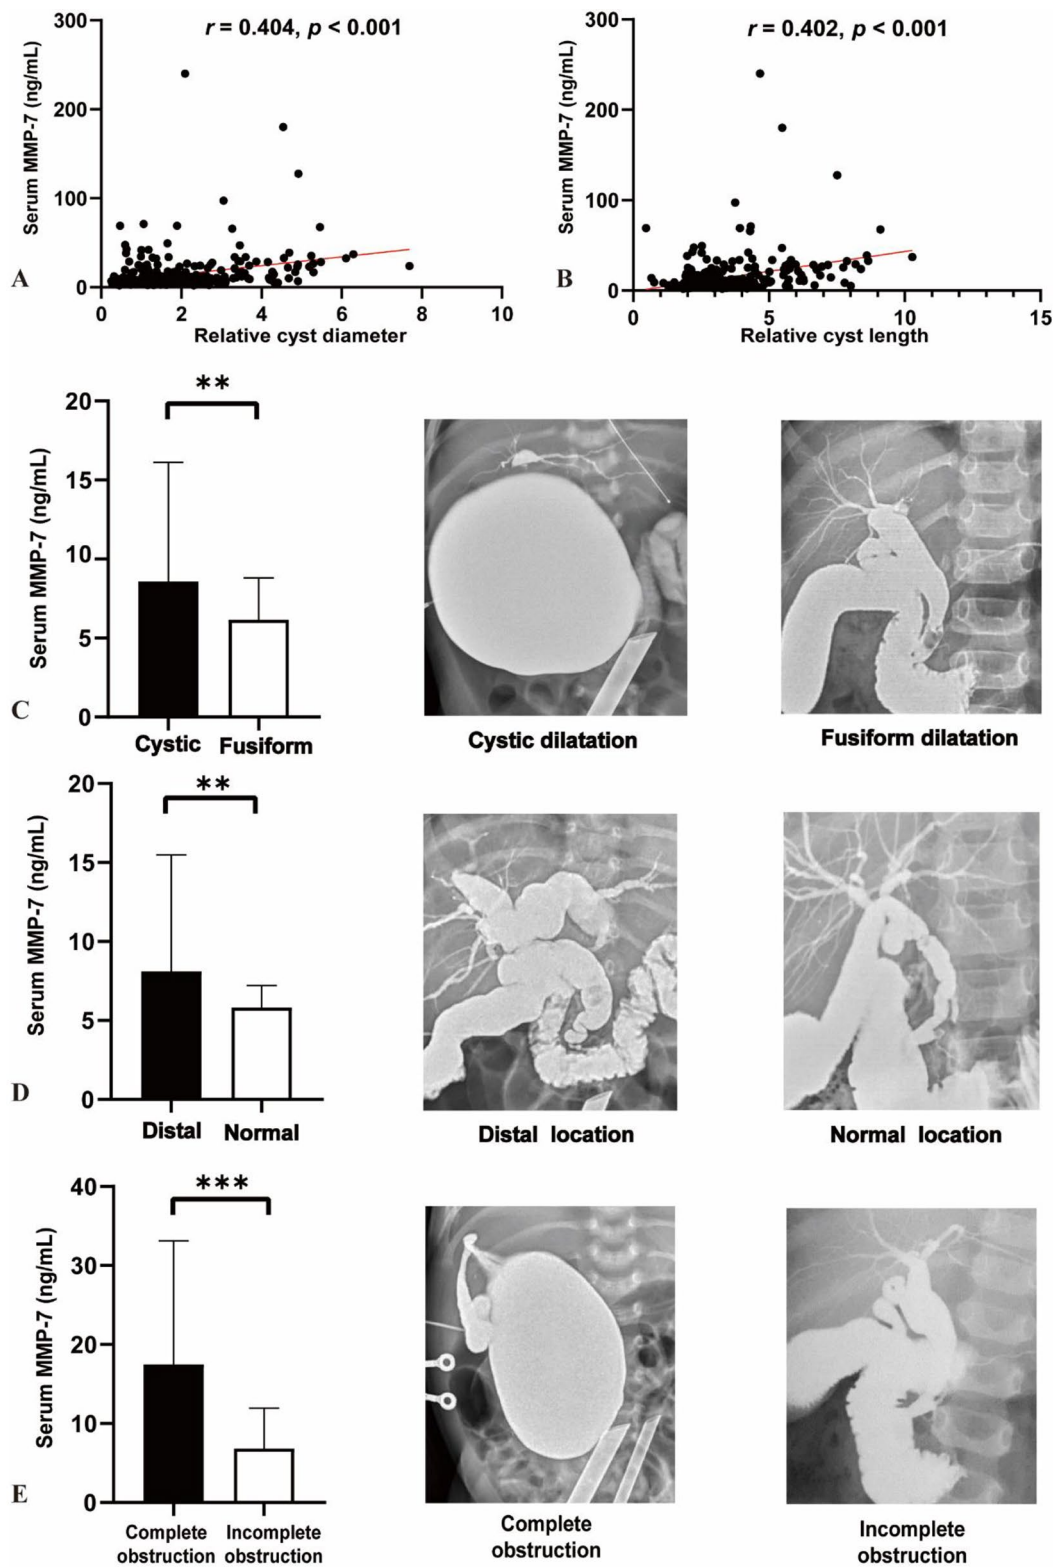 r = 0.404, p < 0.001
Serum MMP-7 (ng/mL)
300
200
100
0
0 2 4 6 8 10
Relative cyst diameter
A
r = 0.402, p < 0.001
Serum MMP-7 (ng/mL)
300
200
100
0
0 5 10 15
Relative cyst length
B
**
Serum MMP-7 (ng/mL)
20
15
10
5
0
Cystic Fusiform
C
Cystic dilatation
Fusiform dilatation
**
Serum MMP-7 (ng/mL)
20
15
10
5
0
Distal Normal
D
Distal location
Normal location
***
Serum MMP-7 (ng/mL)
40
30
20
10
0
Complete
obstruction
Incomplete
obstruction
E
Complete
obstruction
Incomplete
obstruction